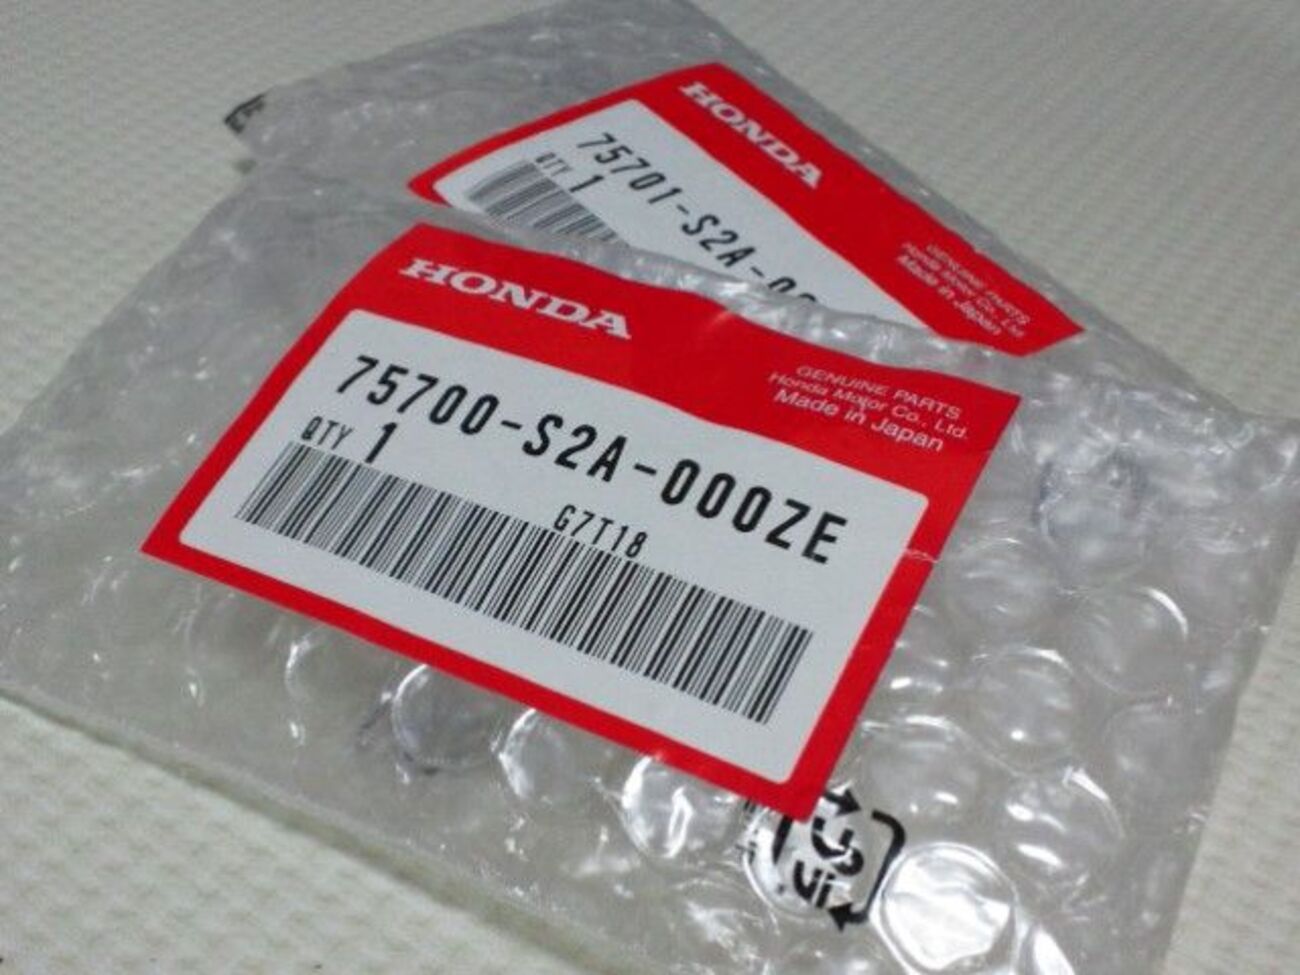 HONDA
75701-S2A-00
QTY 1
GENUINE PARTS
Honda Motor Co., Ltd.
Made in Japan
HONDA
GENUINE PARTS
Honda Motor Co., Ltd.
Made in Japan
75700-S2A-000ZE
QTY 1
G7T18